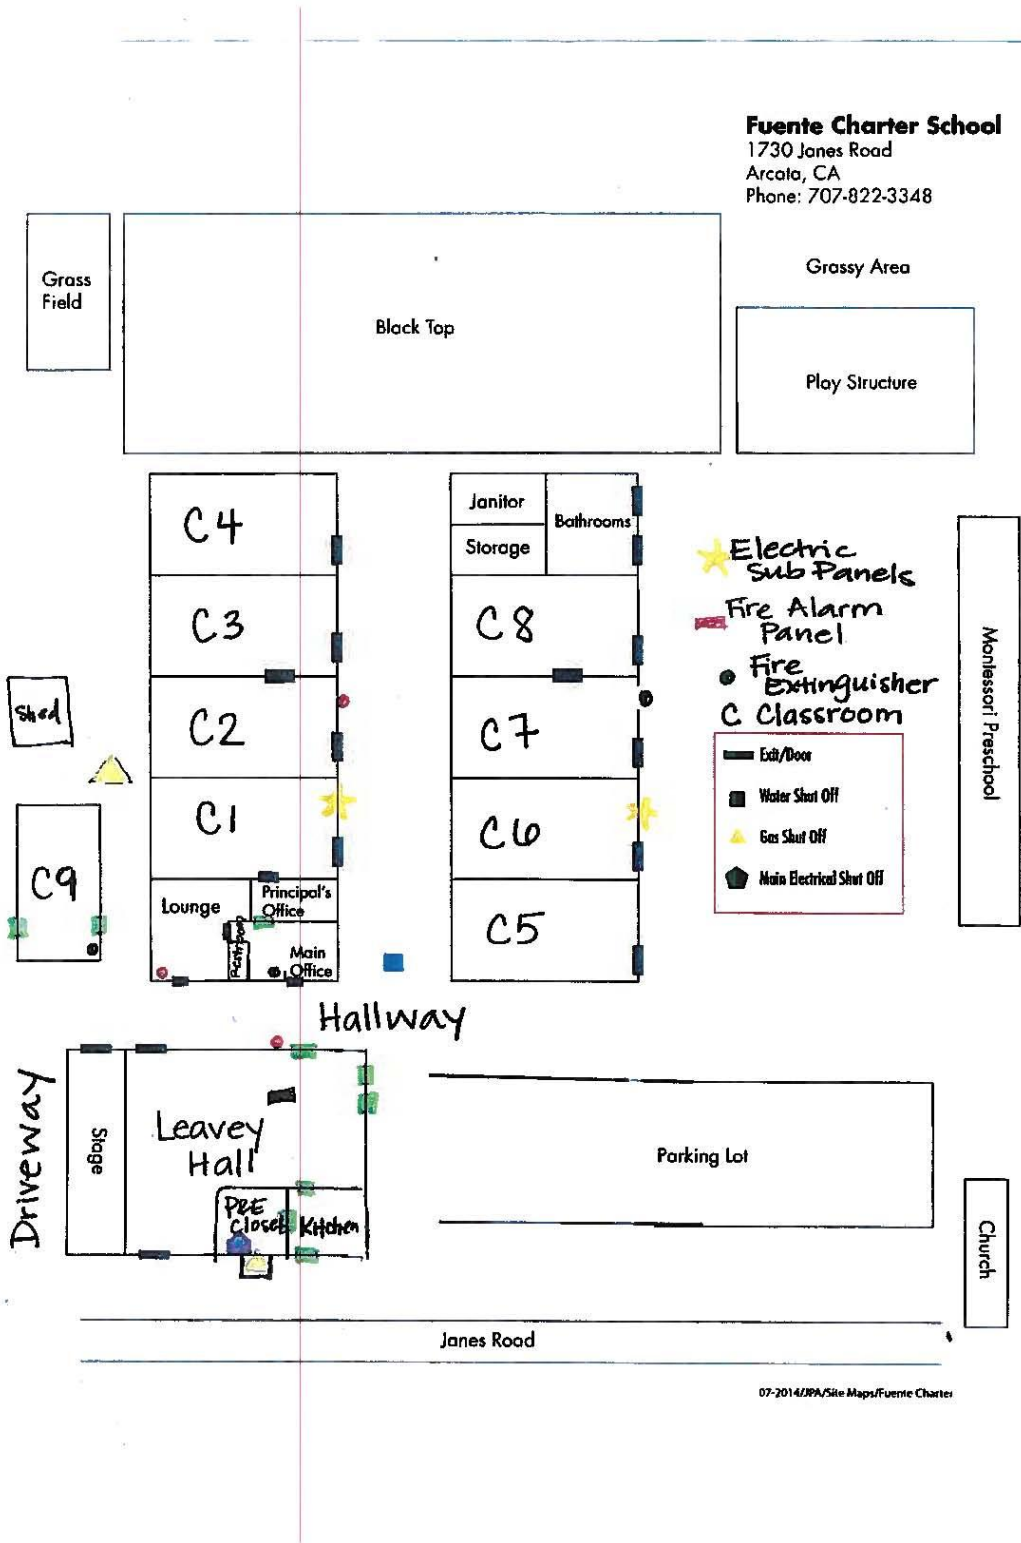 Fuente Charter School
1730 Janes Road
Arcata, CA
Phone: 707-822-3348
Grass
Field
Black Top
Grassy Area
Play Structure
C4
C3
C2
C1
Lounge
Principal's
Office
Restroom
Main
Office
Janitor
Storage
Bathrooms
C8
C7
C6
C5
Electric
Sub Panels
Fire Alarm
Panel
Fire
Extinguisher
C Classroom
Exit/Door
Water Shut Off
Gas Shut Off
Main Electrical Shut Off
Montessori Preschool
Shed
C9
Hallway
Driveway
Stage
Leavey
Hall
PRE
Closet
Kitchen
Parking Lot
Church
Janes Road
07-2014/JPA/Site Maps/Fuente Charter